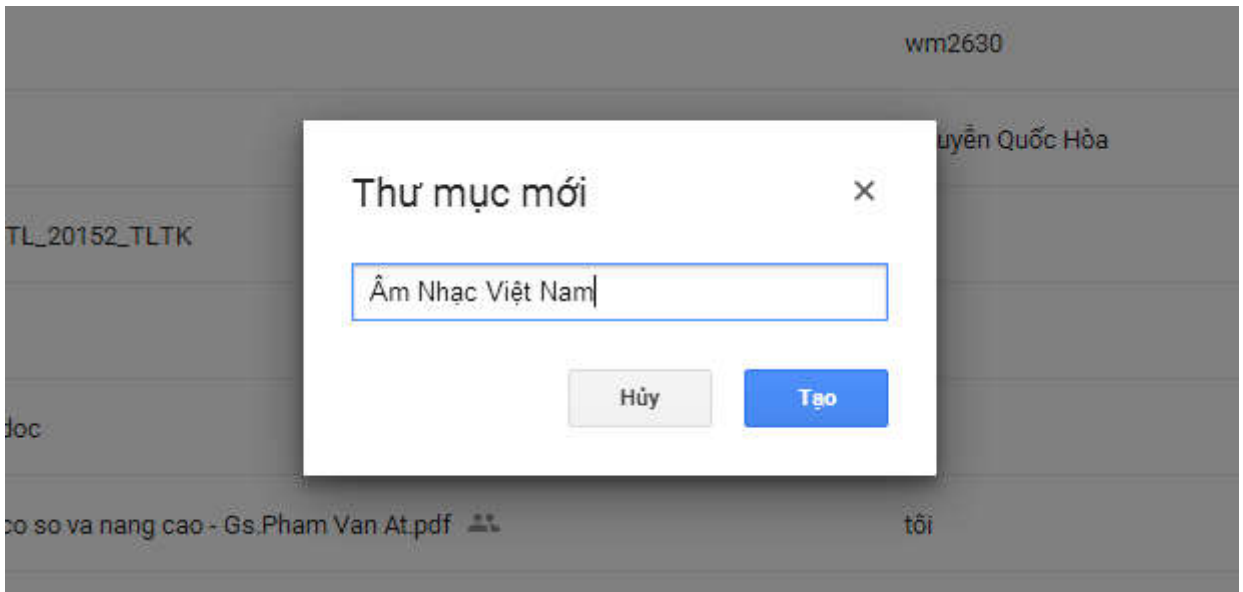 wm2630
uyễn Quốc Hòa
Thư mục mới
TL_20152_TLTK
Âm Nhạc Việt Nam
Hủy
Tạo
doc
co so va nang cao - Gs.Pham Van At.pdf
tôi